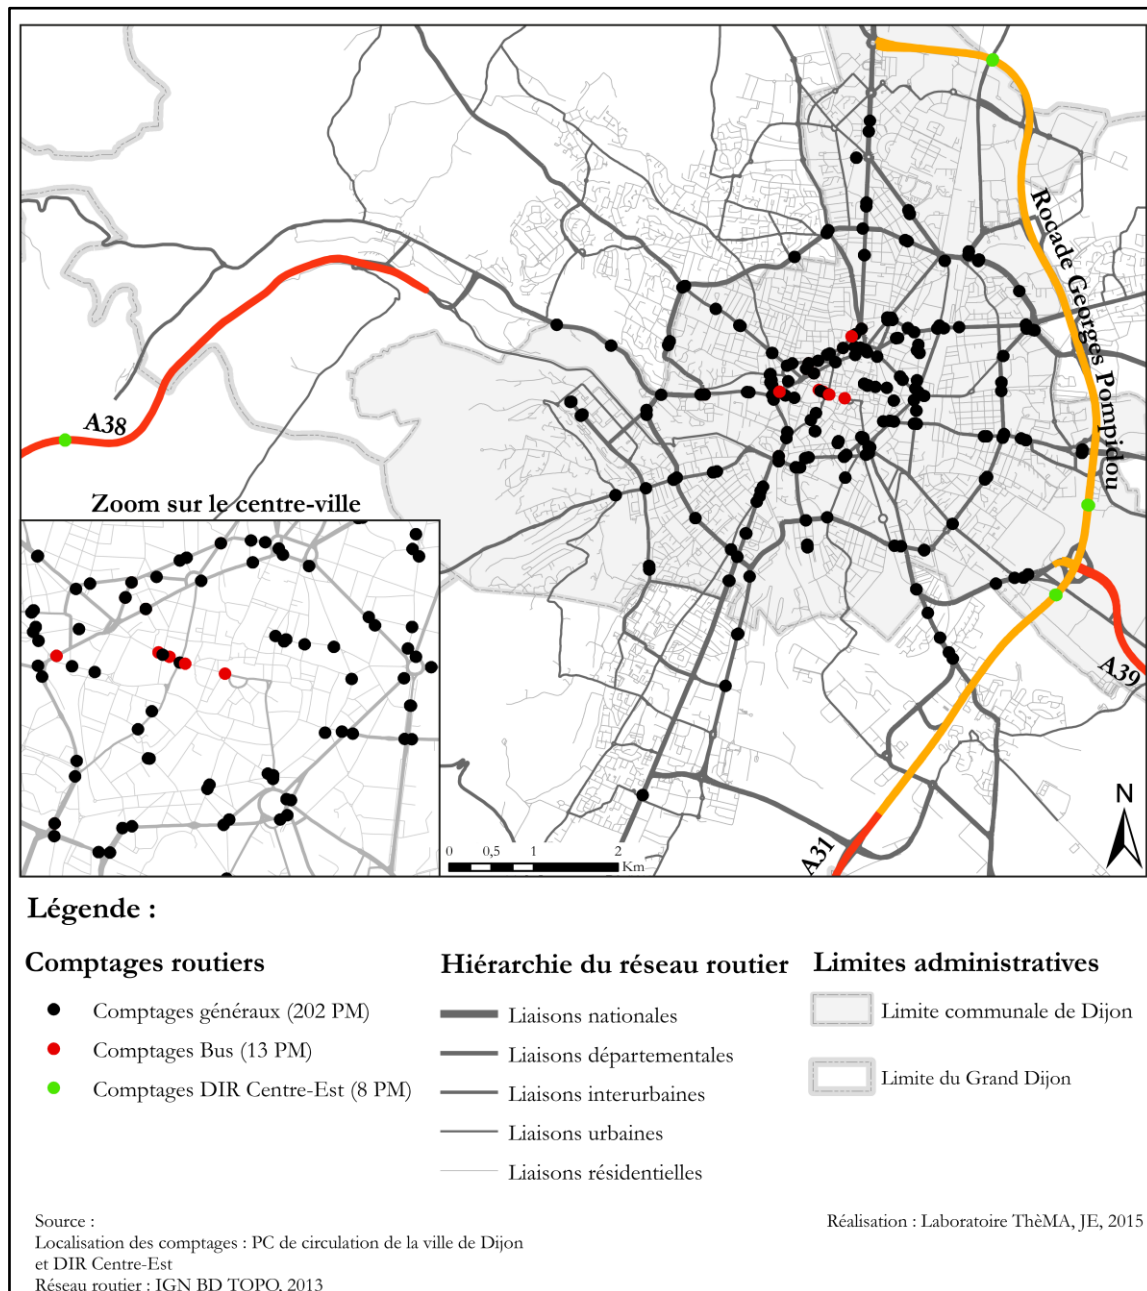 Rocade Georges Pompidou
A38
Zoom sur le centre-ville
A39
N
A31
0 0,5 1 2
Km
Légende :
Comptages routiers
Comptages généraux (202 PM)
Comptages Bus (13 PM)
Comptages DIR Centre-Est (8 PM)
Hiérarchie du réseau routier
Liaisons nationales
Liaisons départementales
Liaisons interurbaines
Liaisons urbaines
Liaisons résidentielles
Limites administratives
Limite communale de Dijon
Limite du Grand Dijon
Source :
Localisation des comptages : PC de circulation de la ville de Dijon
et DIR Centre-Est
Réseau routier : IGN BD TOPO, 2013
Réalisation : Laboratoire ThèMA, JE, 2015